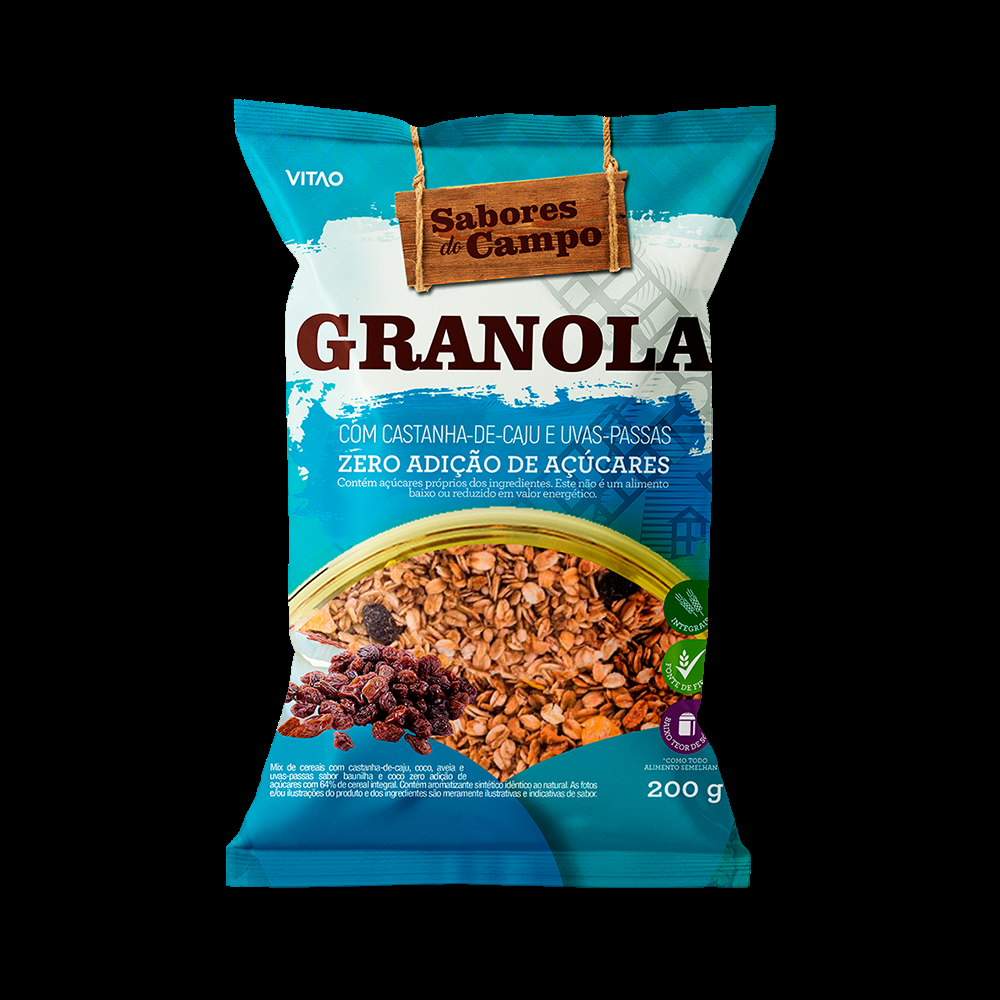 VITAO
Sabores
do Campo
GRANOLA
COM CASTANHA-DE-CAJU E UVAS-PASSAS
ZERO ADIÇÃO DE AÇÚCARES
Contém açúcares próprios dos ingredientes. Este não é um alimento
baixo ou reduzido em valor energético.
INTEGRAIS
FONTE DE
BAIXO TEOR DE
*COMO TODO
ALIMENTO
Mix de cereais com castanha-de-caju, coco, aveia e
uvas-passas sabor baunilha e coco zero adição de
açúcares com 64% de cereal integral. Contém aromatizante sintético idêntico ao natural. As fotos
e/ou ilustrações do produto e dos ingredientes são meramente ilustrativas e indicativas de sabor.
200 g